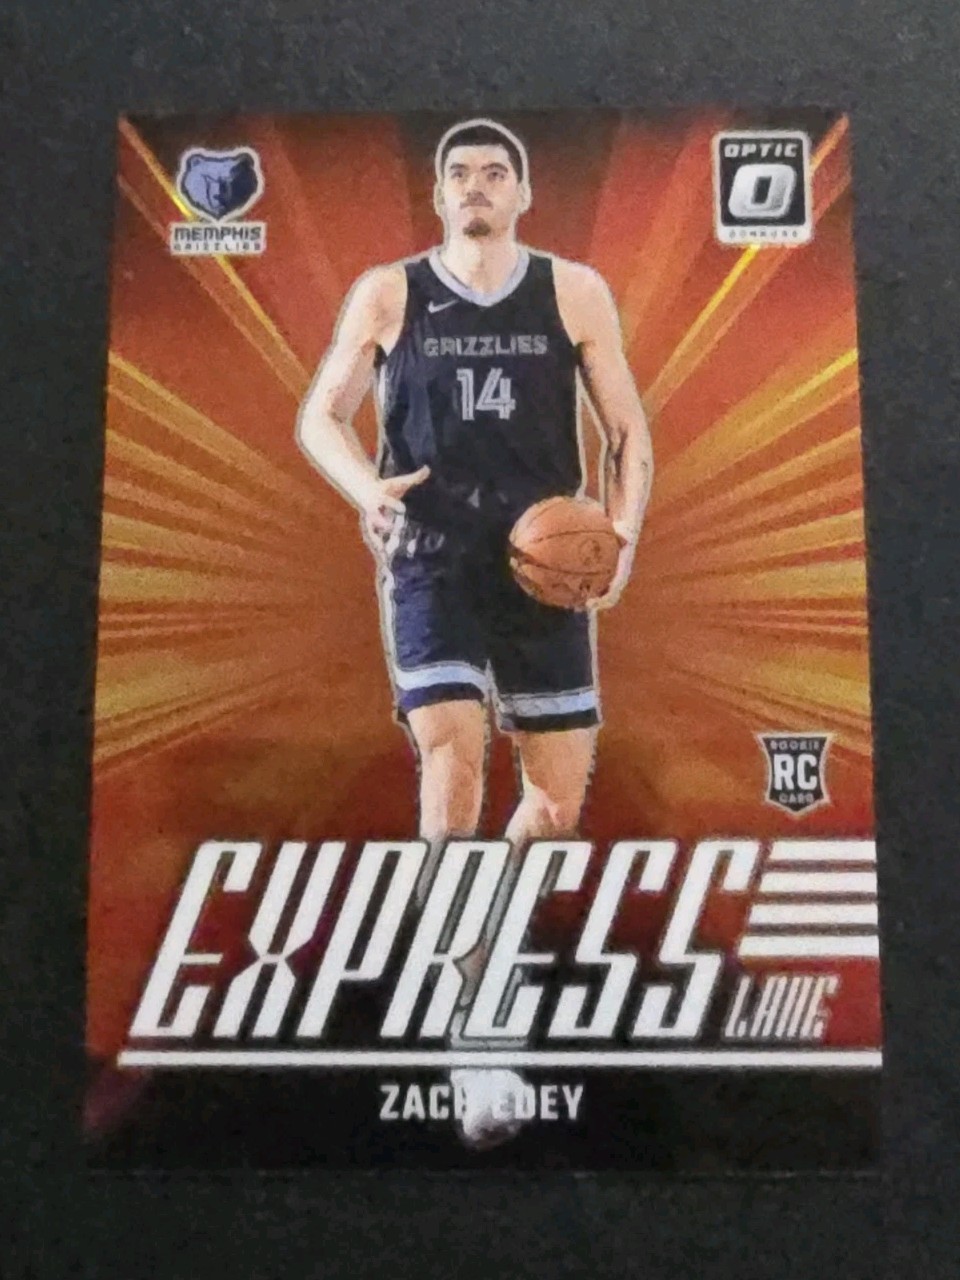 OPTIC
DONRUSS
MEMPHIS
GRIZZLIES
GRIZZLIES
14
ROOKIE
RC
CARD
EXPRESS
LANE
ZACH EDEY